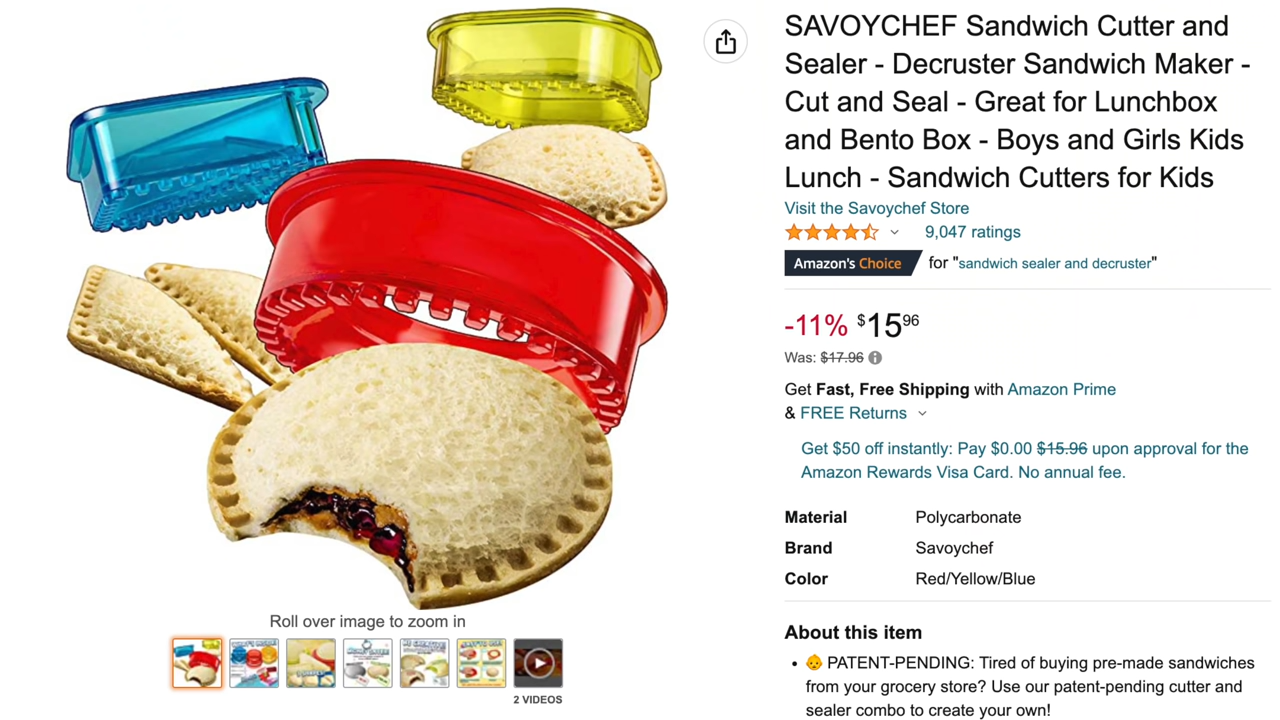 SAVOYCHEF Sandwich Cutter and
Sealer - Decruster Sandwich Maker -
Cut and Seal - Great for Lunchbox
and Bento Box - Boys and Girls Kids
Lunch - Sandwich Cutters for Kids
Visit the Savoychef Store
9,047 ratings
Amazon's Choice for "sandwich sealer and decruster"
-11% $15 96
Was: $17.96
Get Fast, Free Shipping with Amazon Prime
& FREE Returns
Get $50 off instantly: Pay $0.00 $15.96 upon approval for the
Amazon Rewards Visa Card. No annual fee.
Material Polycarbonate
Brand Savoychef
Color Red/Yellow/Blue
About this item
• 👶 PATENT-PENDING: Tired of buying pre-made sandwiches
from your grocery store? Use our patent-pending cutter and
sealer combo to create your own!
Roll over image to zoom in
2 VIDEOS